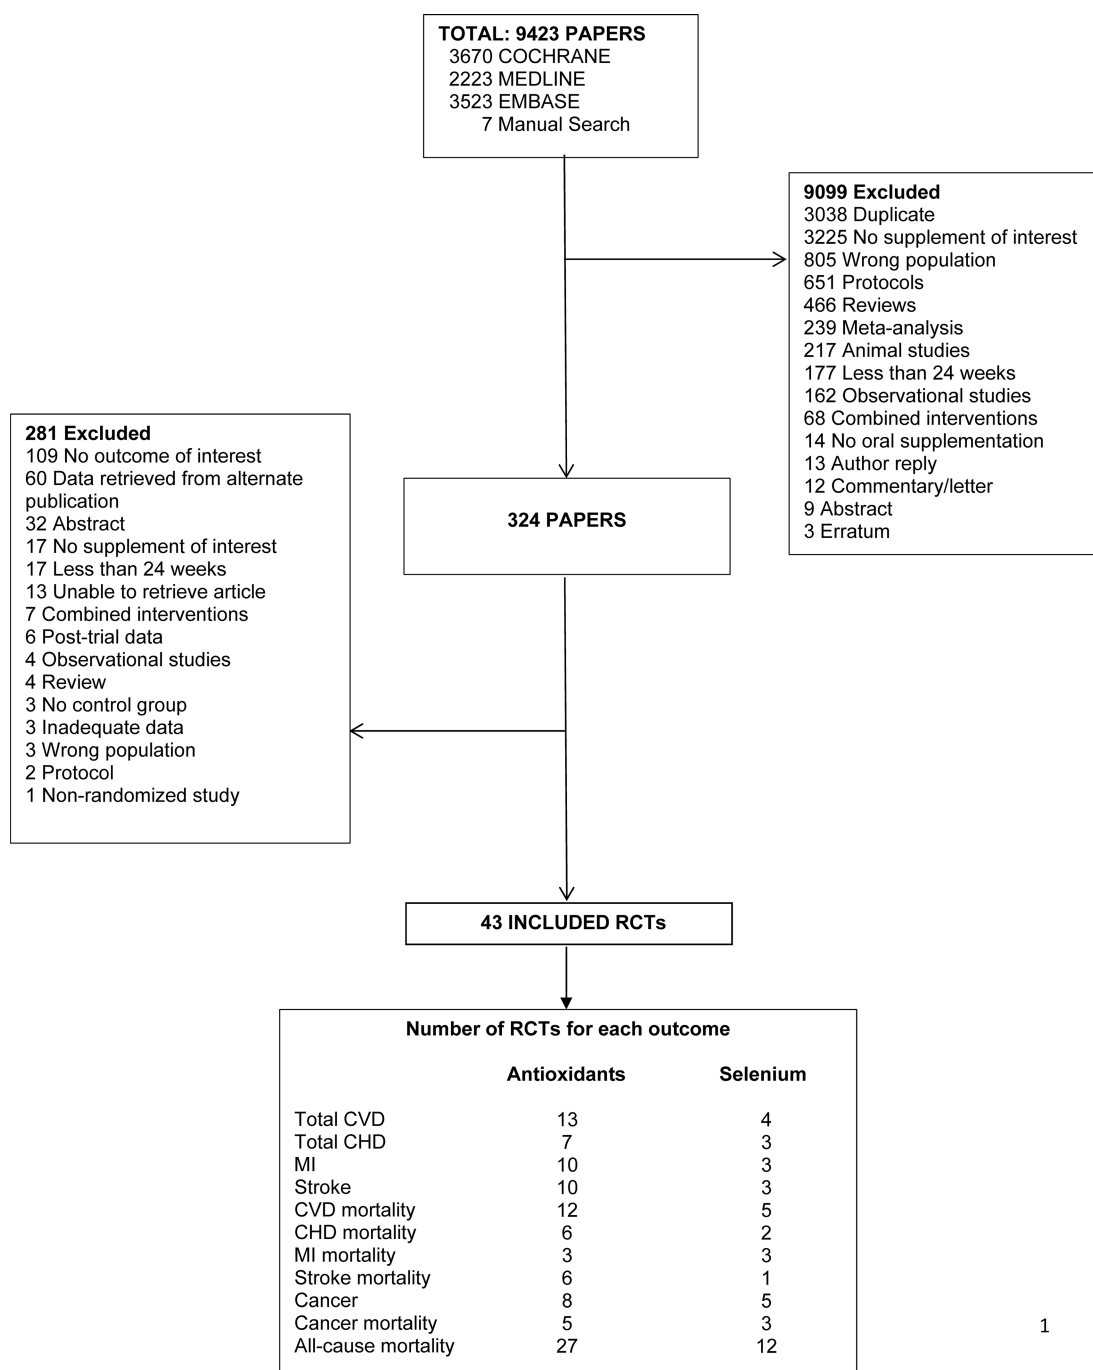 TOTAL: 9423 PAPERS
3670 COCHRANE
2223 MEDLINE
3523 EMBASE
7 Manual Search
9099 Excluded
3038 Duplicate
3225 No supplement of interest
805 Wrong population
651 Protocols
466 Reviews
239 Meta-analysis
217 Animal studies
177 Less than 24 weeks
162 Observational studies
68 Combined interventions
14 No oral supplementation
13 Author reply
12 Commentary/letter
9 Abstract
3 Erratum
281 Excluded
109 No outcome of interest
60 Data retrieved from alternate
publication
32 Abstract
17 No supplement of interest
17 Less than 24 weeks
13 Unable to retrieve article
7 Combined interventions
6 Post-trial data
4 Observational studies
4 Review
3 No control group
3 Inadequate data
3 Wrong population
2 Protocol
1 Non-randomized study
324 PAPERS
43 INCLUDED RCTs
Number of RCTs for each outcome
Antioxidants Selenium
Total CVD 13 4
Total CHD 7 3
MI 10 3
Stroke 10 3
CVD mortality 12 5
CHD mortality 6 2
MI mortality 3 3
Stroke mortality 6 1
Cancer 8 5
Cancer mortality 5 3
All-cause mortality 27 12
1